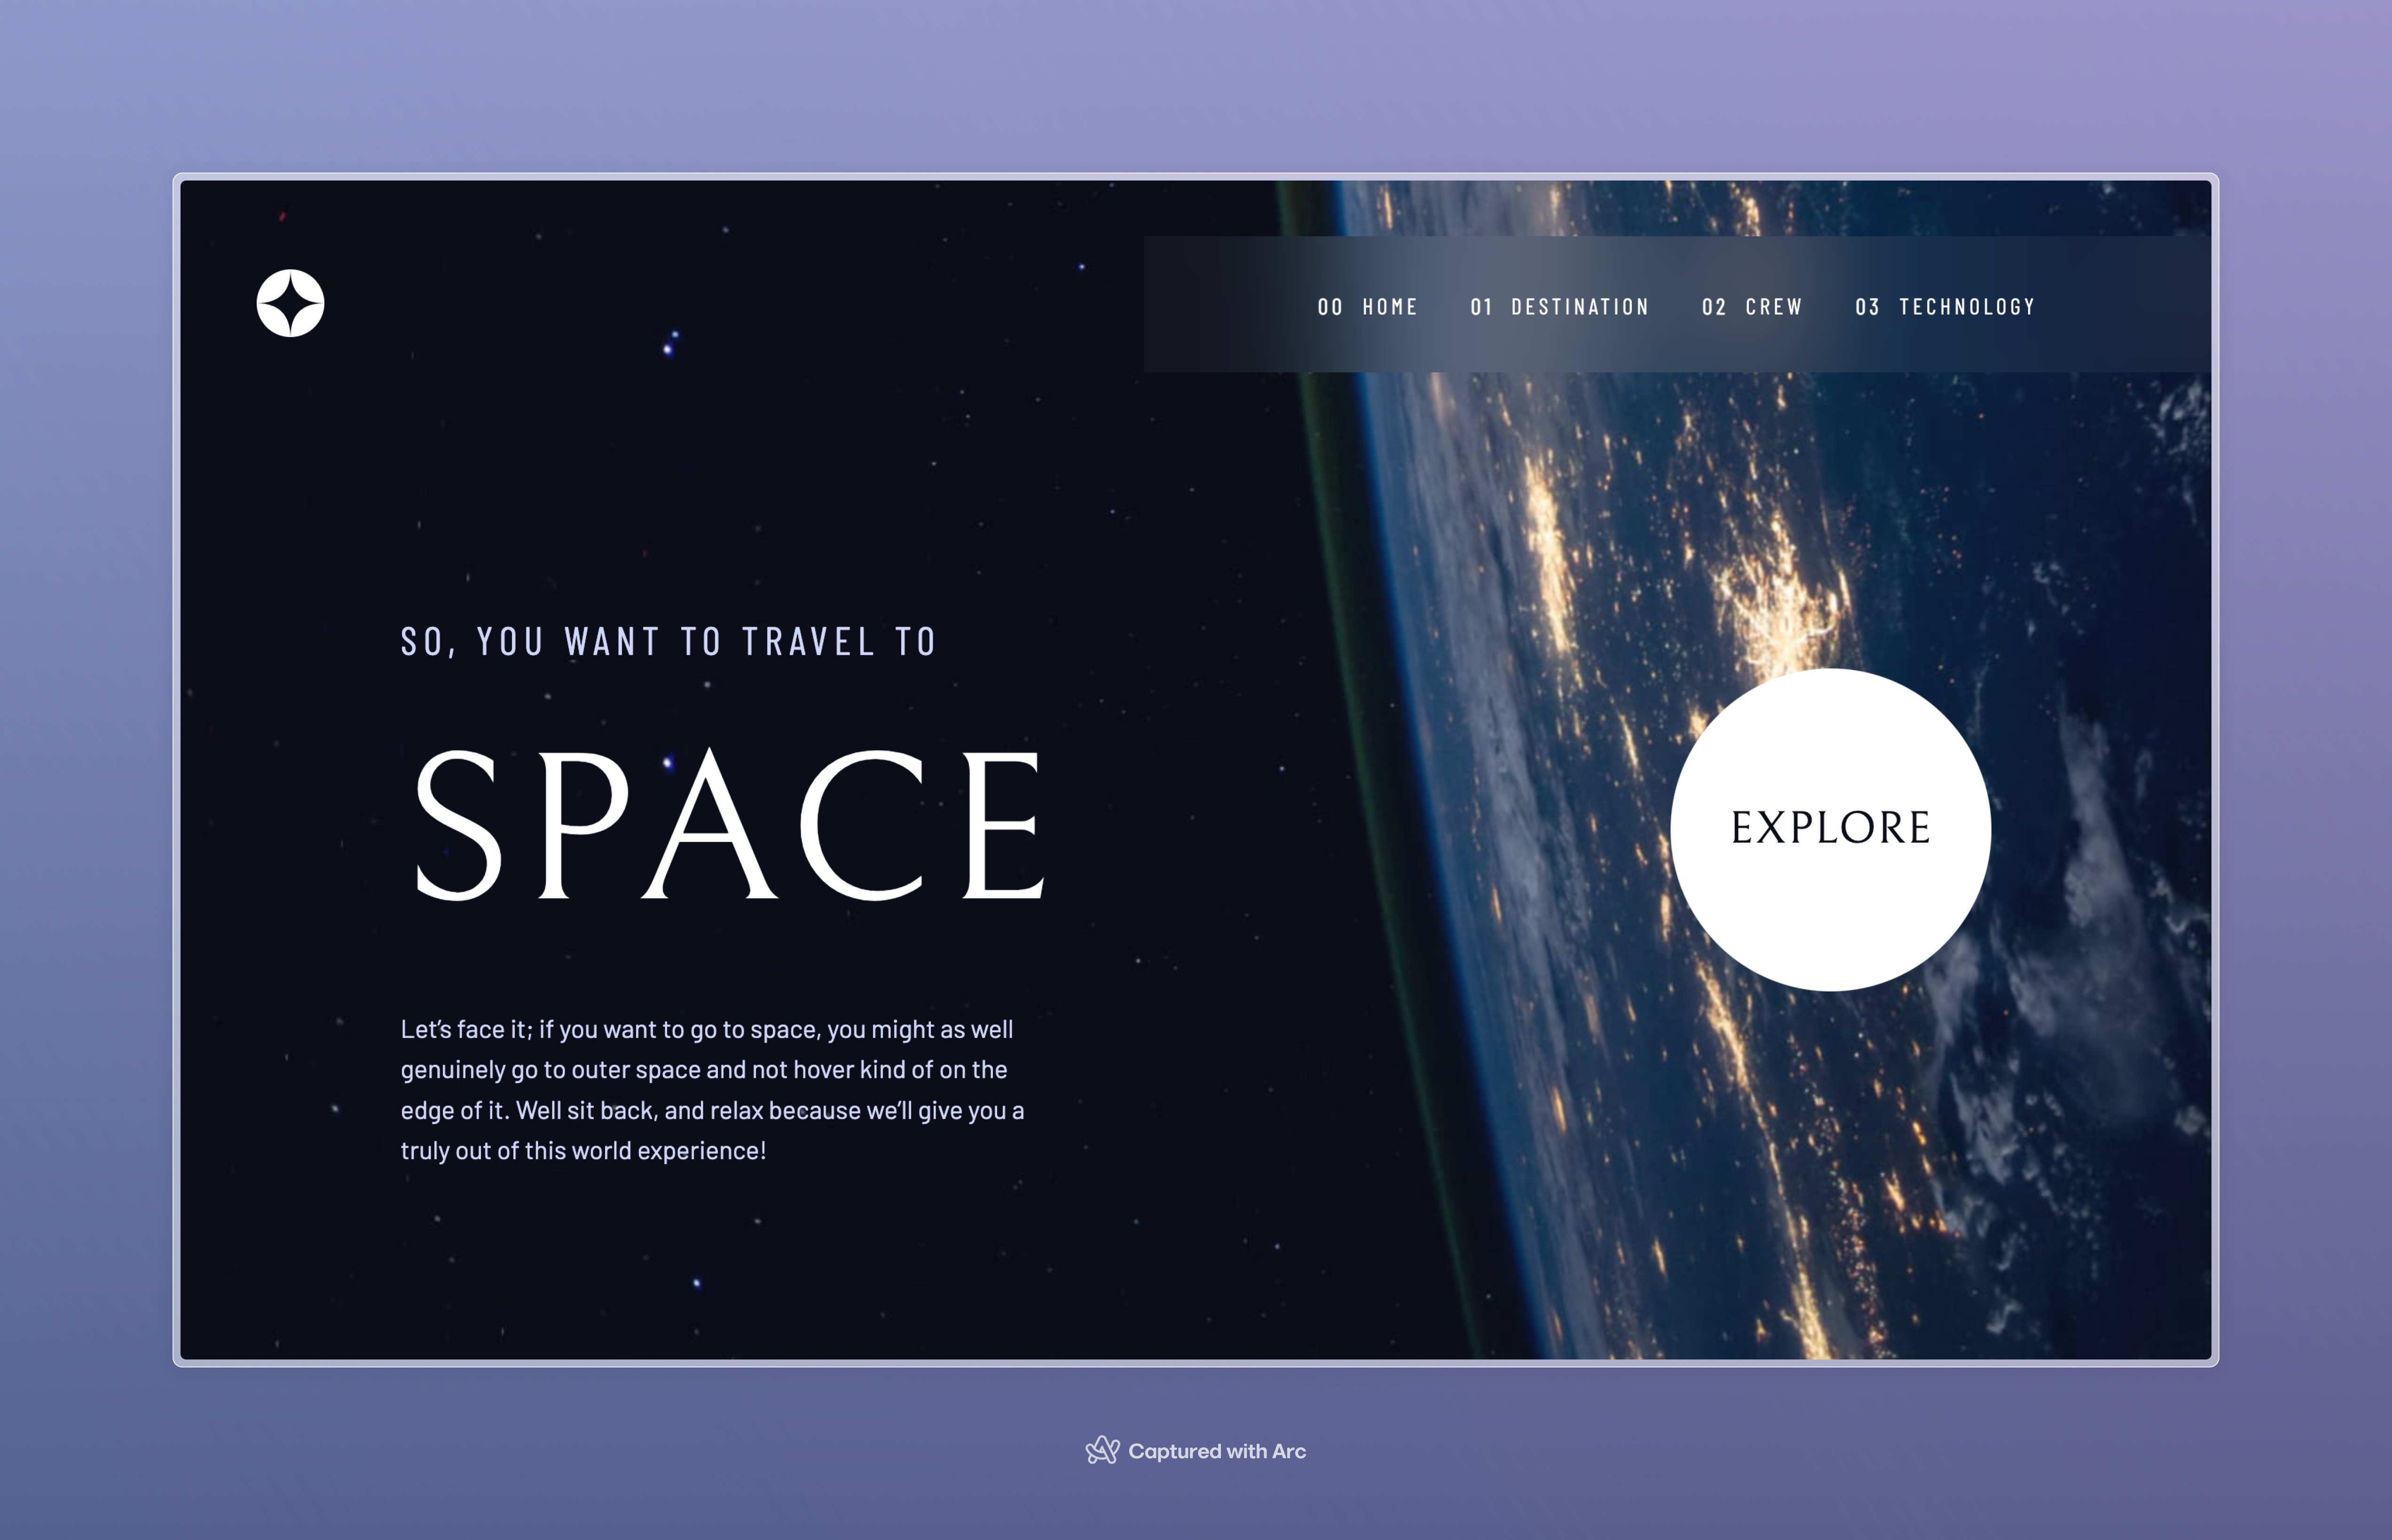 00 HOME 01 DESTINATION 02 CREW 03 TECHNOLOGY
SO, YOU WANT TO TRAVEL TO
SPACE
EXPLORE
Let’s face it; if you want to go to space, you might as well
genuinely go to outer space and not hover kind of on the
edge of it. Well sit back, and relax because we’ll give you a
truly out of this world experience!
Captured with Arc